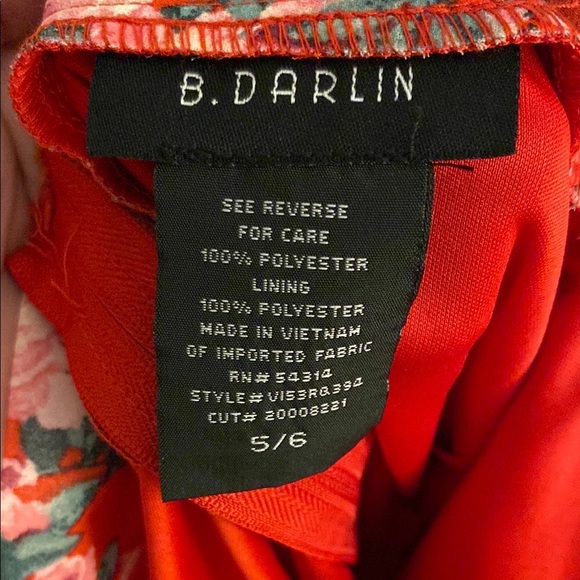 B. DARLIN
SEE REVERSE
FOR CARE
100% POLYESTER
LINING
100% POLYESTER
MADE IN VIETNAM
OF IMPORTED FABRIC
RN# 54314
STYLE# VI53RQ394
CUT# 20008221
5/6